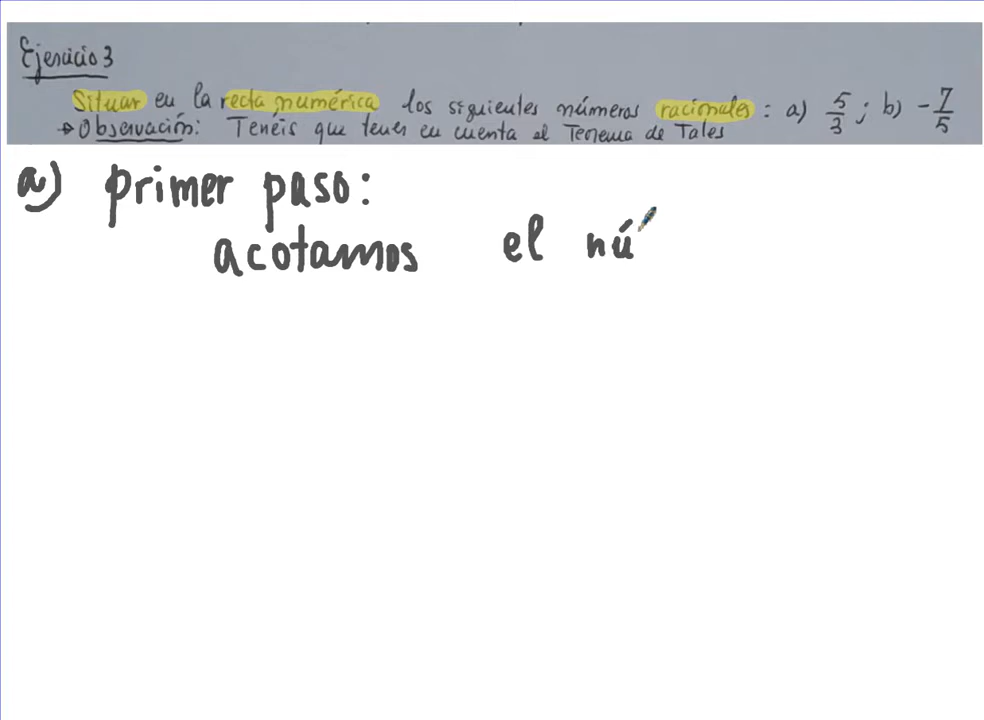 Ejercicio 3
Situar en la recta numérica los siguientes números racionales: a) 5/3 ; b) -7/5
→ Observación: Tenéis que tener en cuenta el Teorema de Tales
a) primer paso:
acotamos el nú